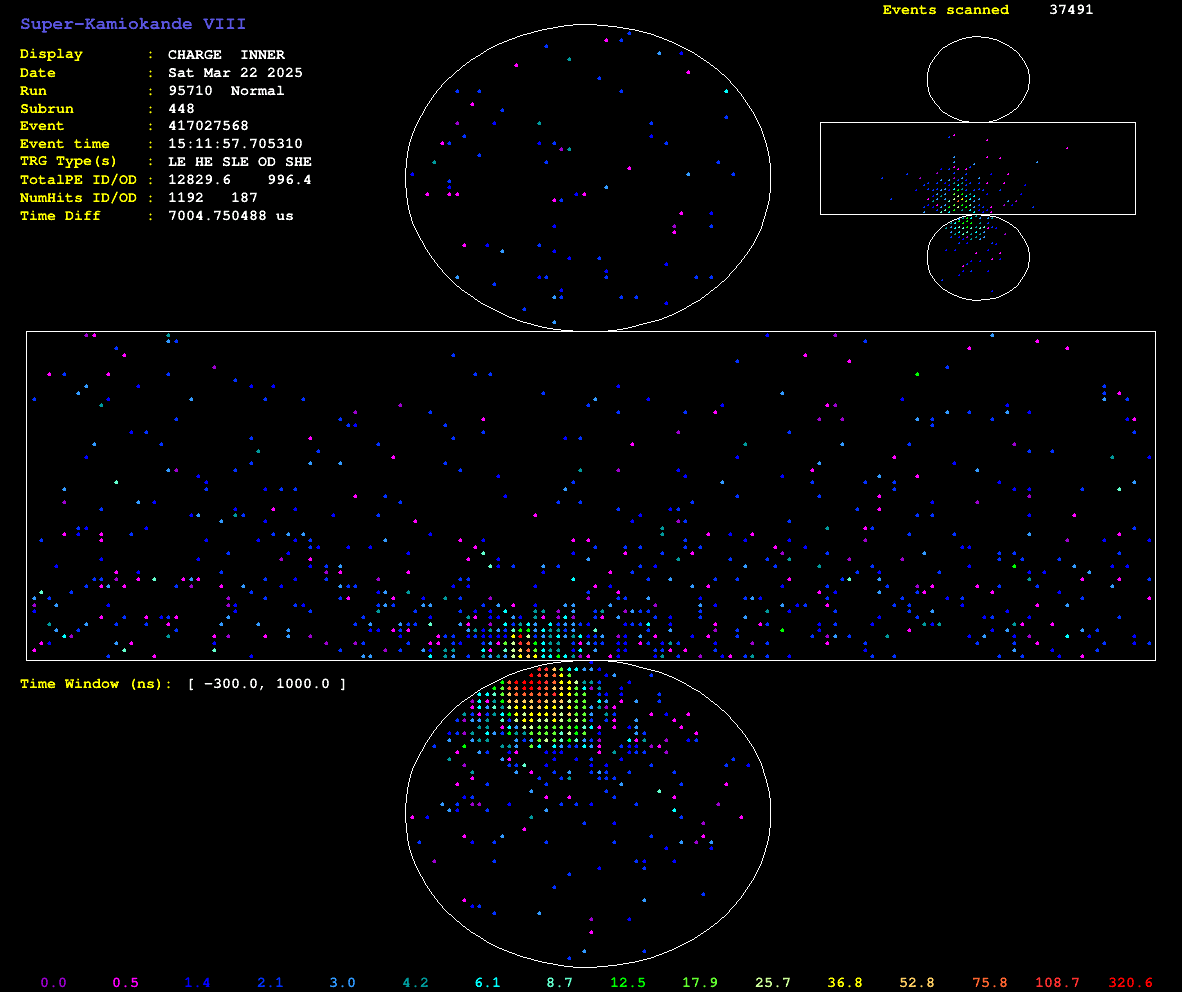 Super-Kamiokande VIII
Events scanned 37491
Display : CHARGE INNER
Date : Sat Mar 22 2025
Run : 95710 Normal
Subrun : 448
Event : 417027568
Event time : 15:11:57.705310
TRG Type(s) : LE HE SLE OD SHE
TotalPE ID/OD : 12829.6 996.4
NumHits ID/OD : 1192 187
Time Diff : 7004.750488 us
Time Window (ns): [ -300.0, 1000.0 ]
0.0 0.5 1.4 2.1 3.0 4.2 6.1 8.7 12.5 17.9 25.7 36.8 52.8 75.8 108.7 320.6